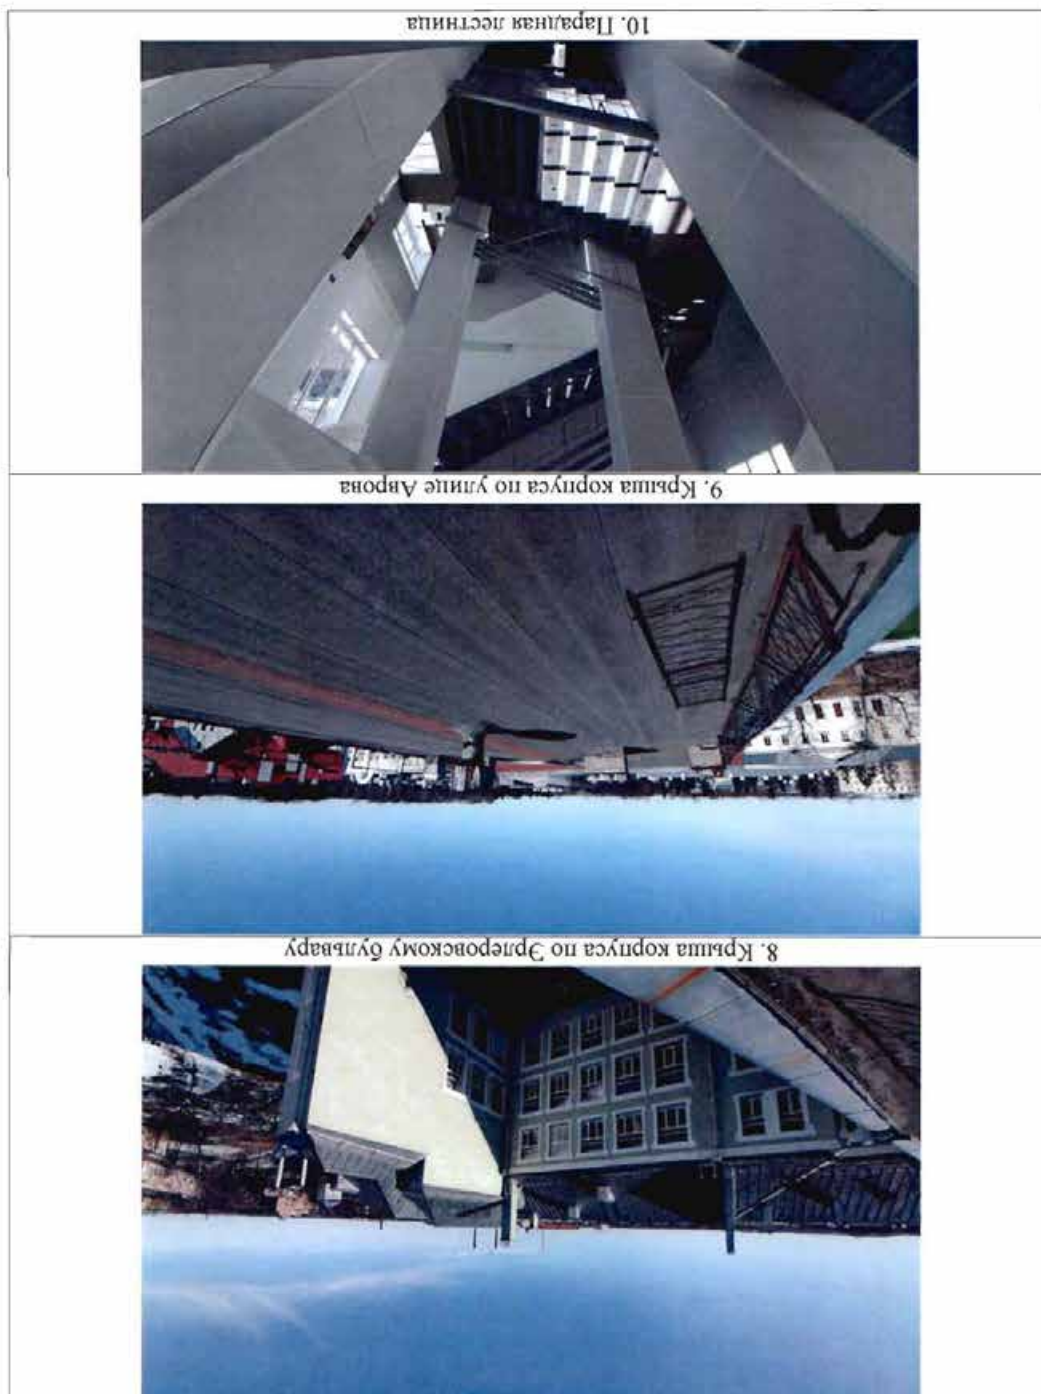 8. Крыша корпуса по Эрлеровскому бульвару
9. Крыша корпуса по улице Аврова
10. Парадная лестница